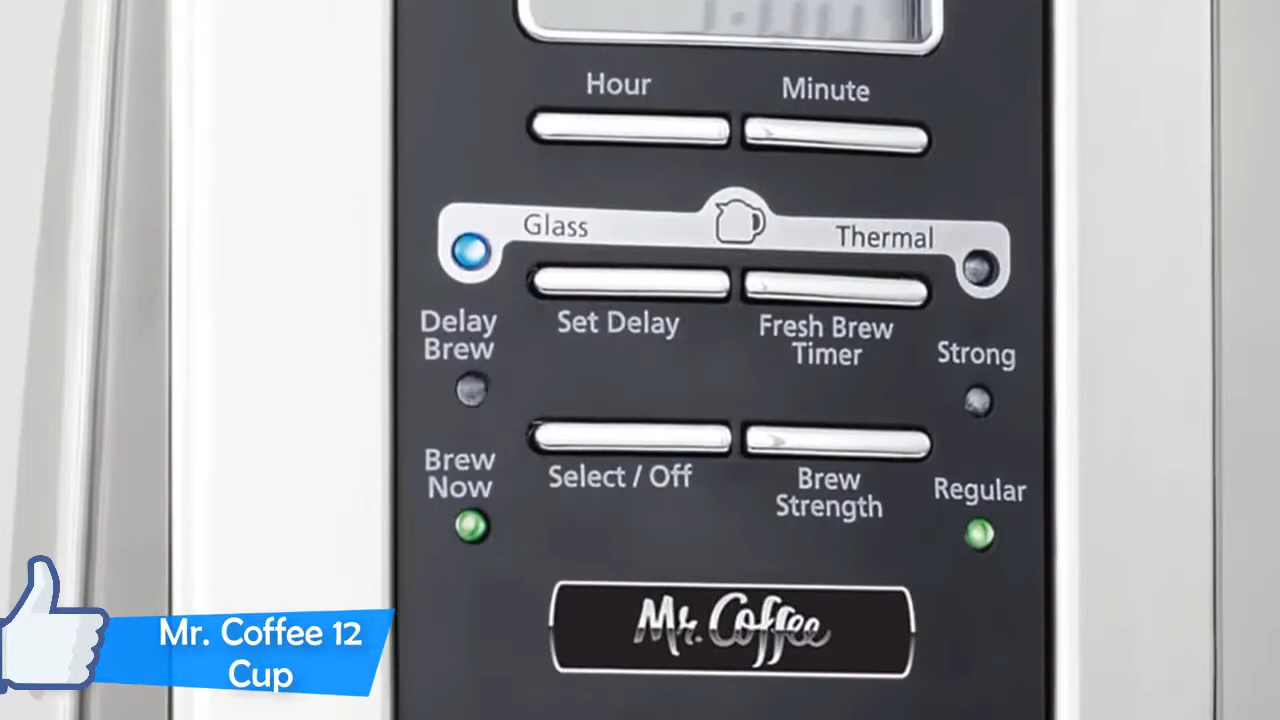 Hour
Minute
Glass
Thermal
Set Delay
Fresh Brew
Timer
Delay
Brew
Strong
Select / Off
Brew
Strength
Brew
Now
Regular
Mr. Coffee
Mr. Coffee 12
Cup